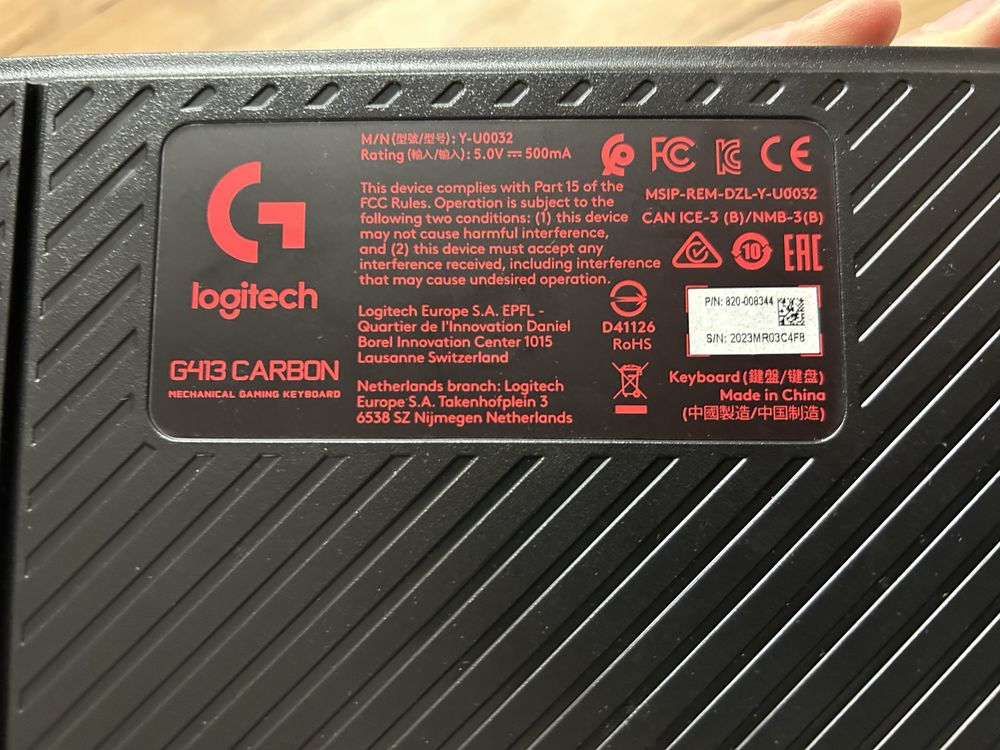 logitech
G413 CARBON
MECHANICAL GAMING KEYBOARD
M/N(型號/型号): Y-U0032
Rating (輸入/输入): 5.0V ⎓ 500mA
This device complies with Part 15 of the
FCC Rules. Operation is subject to the
following two conditions: (1) this device
may not cause harmful interference,
and (2) this device must accept any
interference received, including interference
that may cause undesired operation.
Logitech Europe S.A. EPFL -
Quartier de l'Innovation Daniel
Borel Innovation Center 1015
Lausanne Switzerland
Netherlands branch: Logitech
Europe S.A. Takenhofplein 3
6538 SZ Nijmegen Netherlands
FC CE
MSIP-REM-DZL-Y-U0032
CAN ICE-3 (B)/NMB-3(B)
10 EAC
D41126
RoHS
P/N: 820-008344
S/N: 2023MR03C4F8
Keyboard (鍵盤/键盘)
Made in China
(中國製造/中国制造)